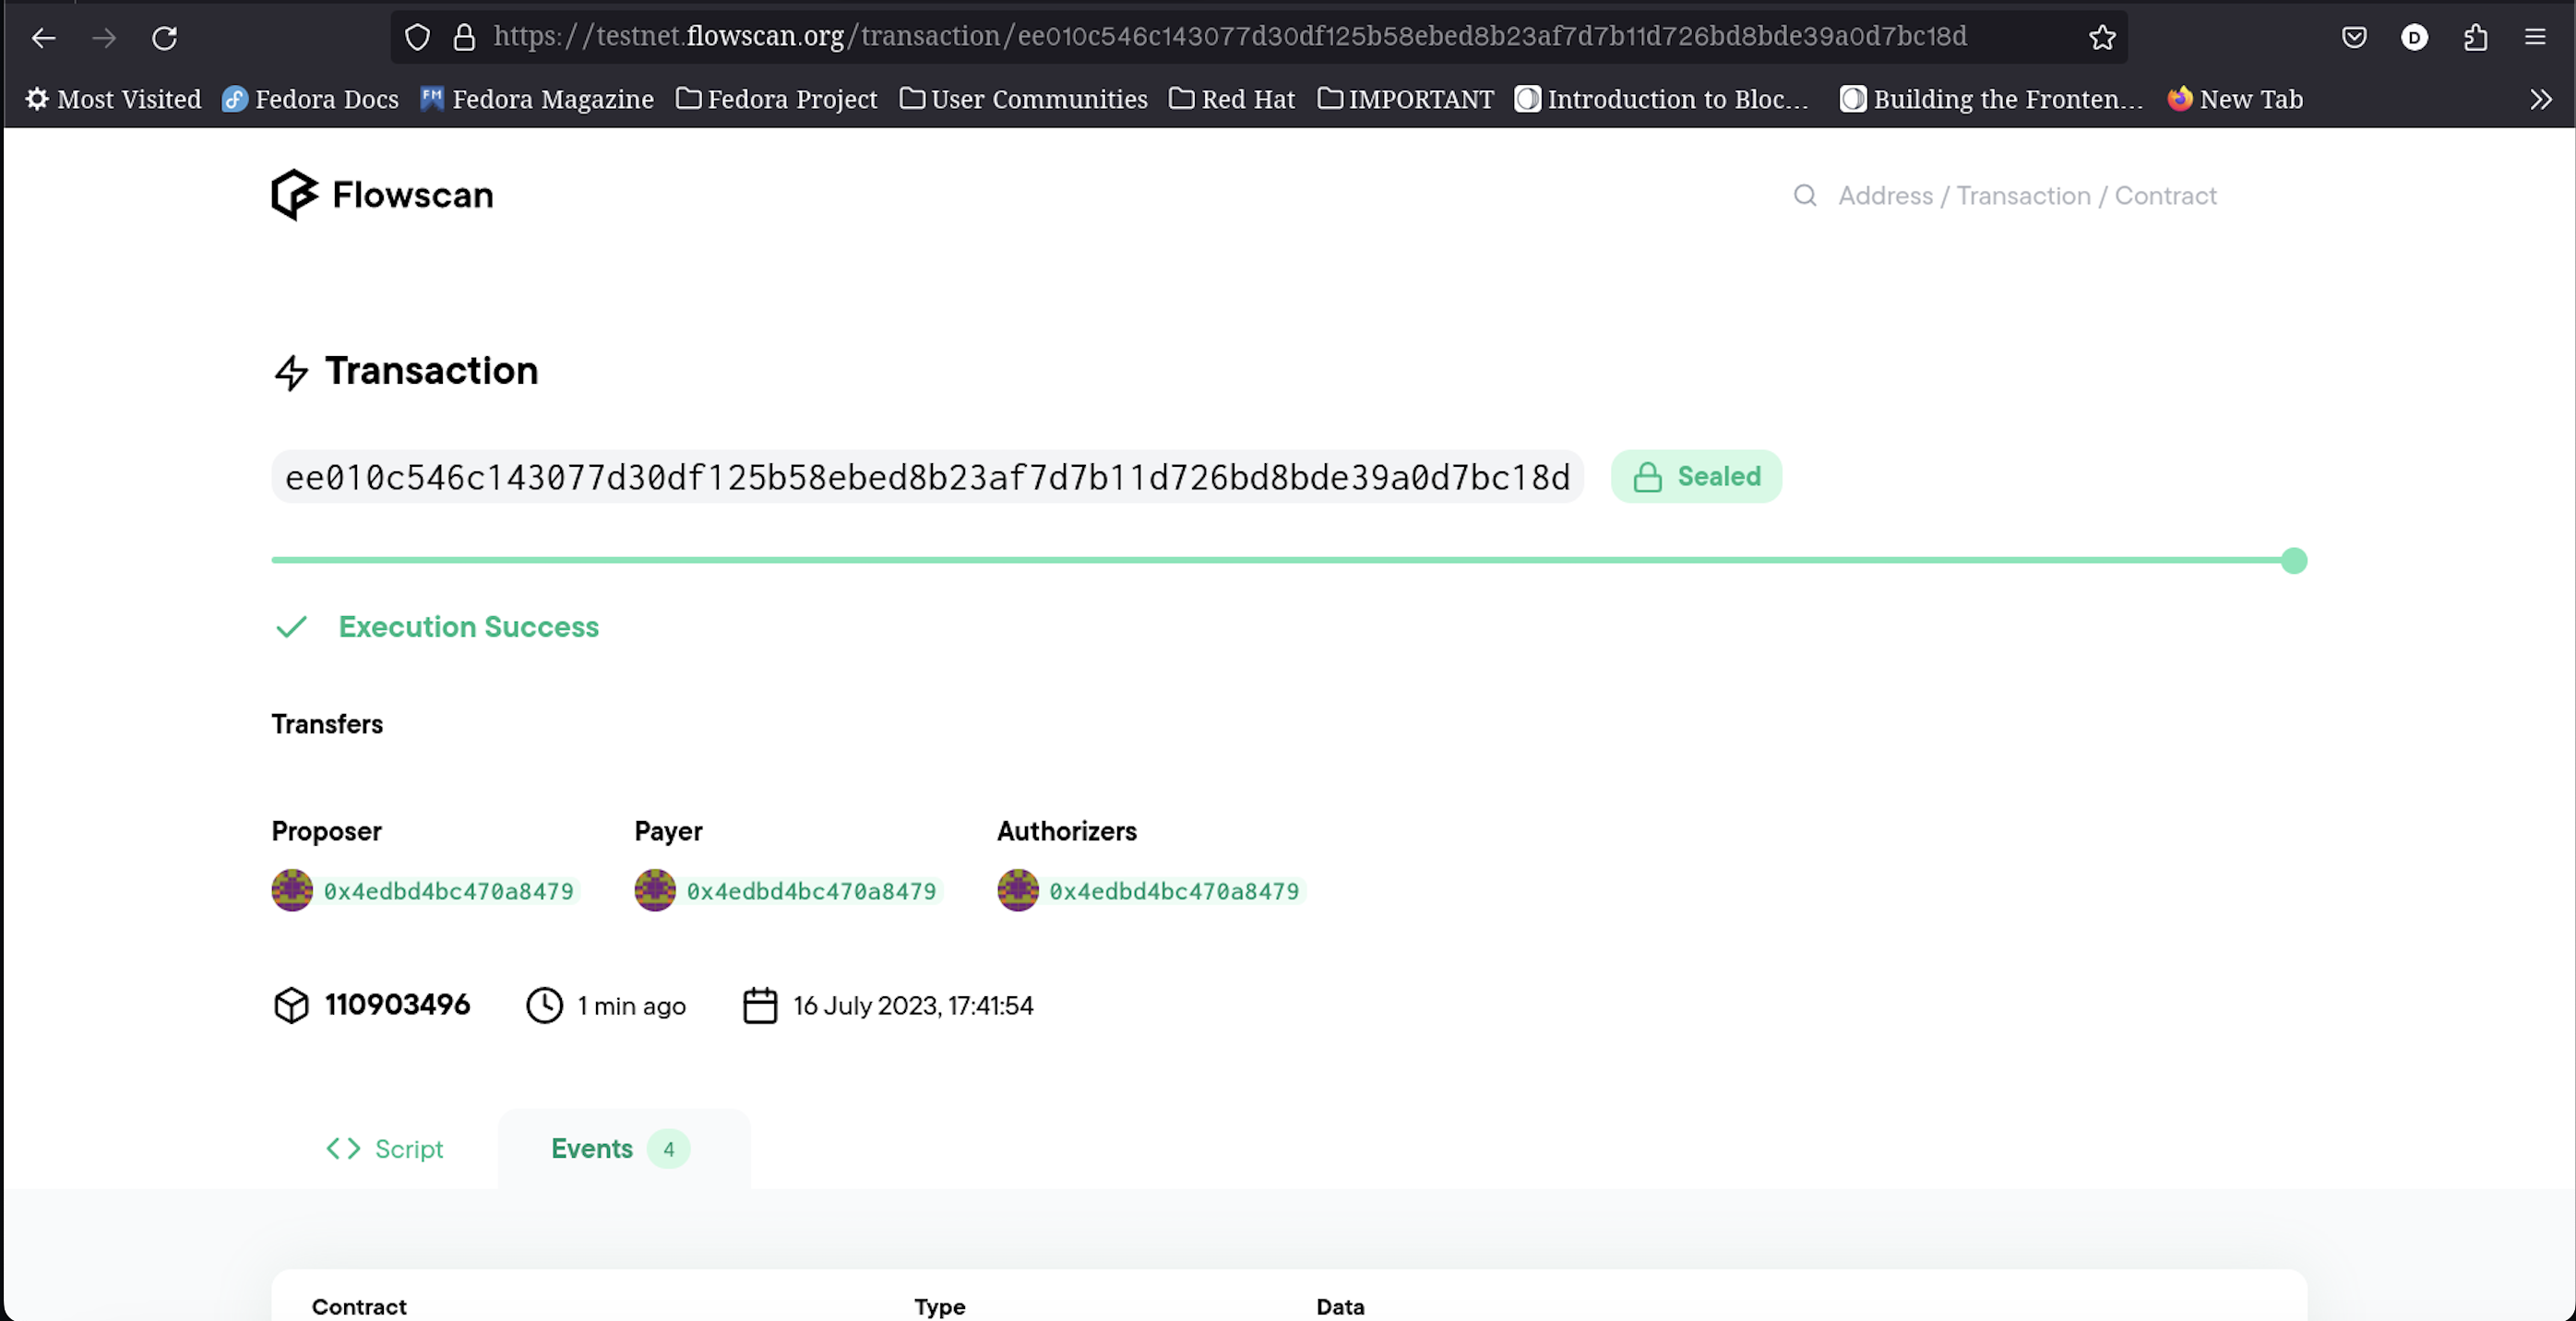 https://testnet.flowscan.org/transaction/ee010c546c143077d30df125b58ebed8b23af7d7b11d726bd8bde39a0d7bc18d
D
Most Visited Fedora Docs FM Fedora Magazine Fedora Project User Communities Red Hat IMPORTANT Introduction to Bloc... Building the Fronten... New Tab
Flowscan
Address / Transaction / Contract
Transaction
ee010c546c143077d30df125b58ebed8b23af7d7b11d726bd8bde39a0d7bc18d Sealed
Execution Success
Transfers
Proposer Payer Authorizers
0x4edbd4bc470a8479 0x4edbd4bc470a8479 0x4edbd4bc470a8479
110903496 1 min ago 16 July 2023, 17:41:54
<> Script Events 4
Contract Type Data